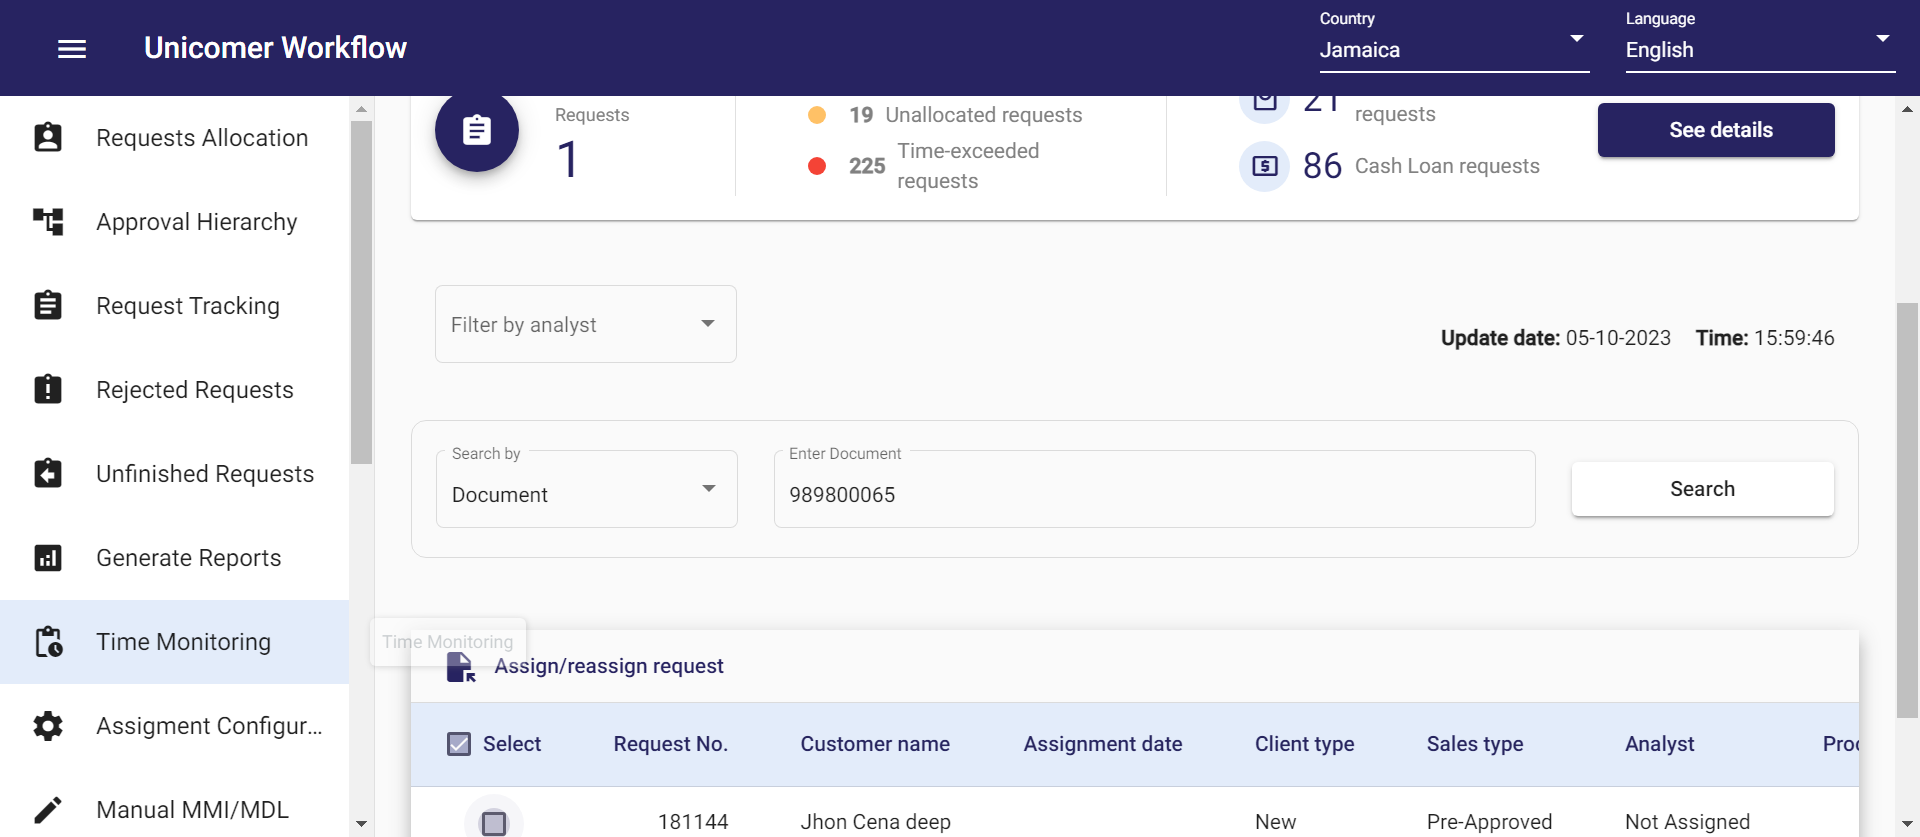 Unicomer Workflow
Country
Jamaica
Language
English
Requests Allocation
Approval Hierarchy
Request Tracking
Rejected Requests
Unfinished Requests
Generate Reports
Time Monitoring
Assigment Configur...
Manual MMI/MDL
Requests
1
19 Unallocated requests
225 Time-exceeded
requests
21
requests
86 Cash Loan requests
See details
Filter by analyst
Update date: 05-10-2023 Time: 15:59:46
Search by
Document
Enter Document
989800065
Search
Time Monitoring
Assign/reassign request
Select Request No. Customer name Assignment date Client type Sales type Analyst
181144 Jhon Cena deep New Pre-Approved Not Assigned